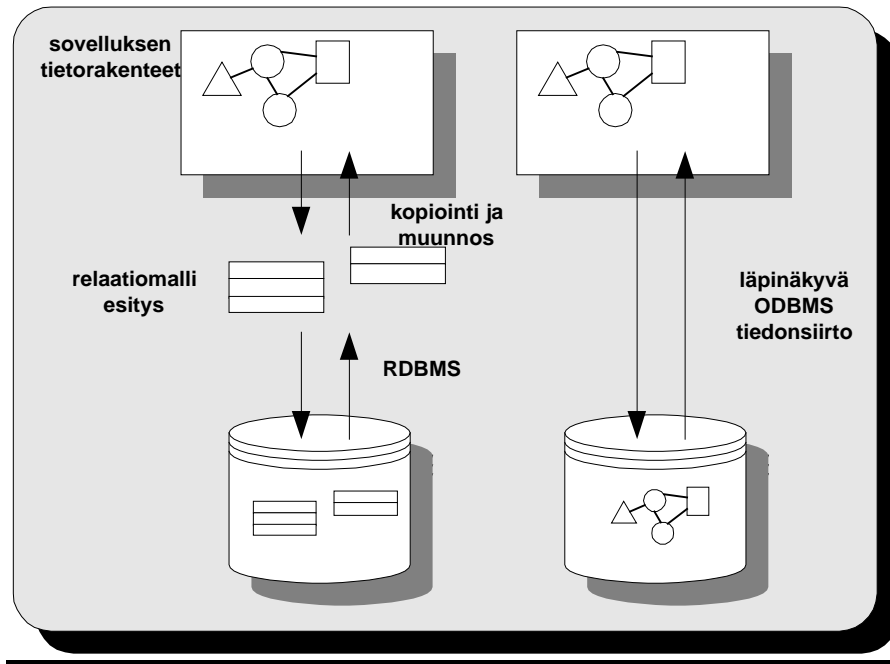 sovelluksen
tietorakenteet
kopiointi ja
muunnos
relaatiomalli
esitys
läpinäkyvä
ODBMS
tiedonsiirto
RDBMS